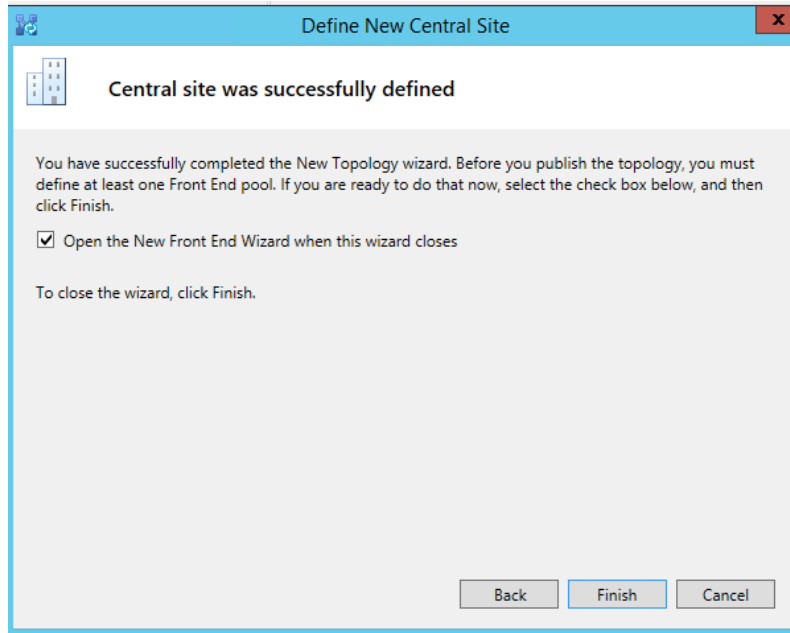 Define New Central Site
x
Central site was successfully defined
You have successfully completed the New Topology wizard. Before you publish the topology, you must
define at least one Front End pool. If you are ready to do that now, select the check box below, and then
click Finish.
Open the New Front End Wizard when this wizard closes
To close the wizard, click Finish.
Back Finish Cancel